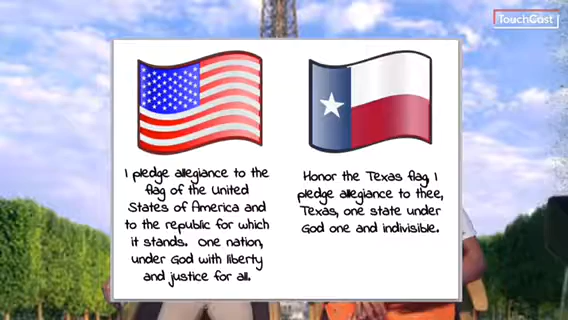 TouchCast
I pledge allegiance to the
flag of the United
States of America and
to the republic for which
it stands. One nation,
under God with liberty
and justice for all.
Honor the Texas flag, I
pledge allegiance to thee,
Texas, one state under
God one and indivisible.